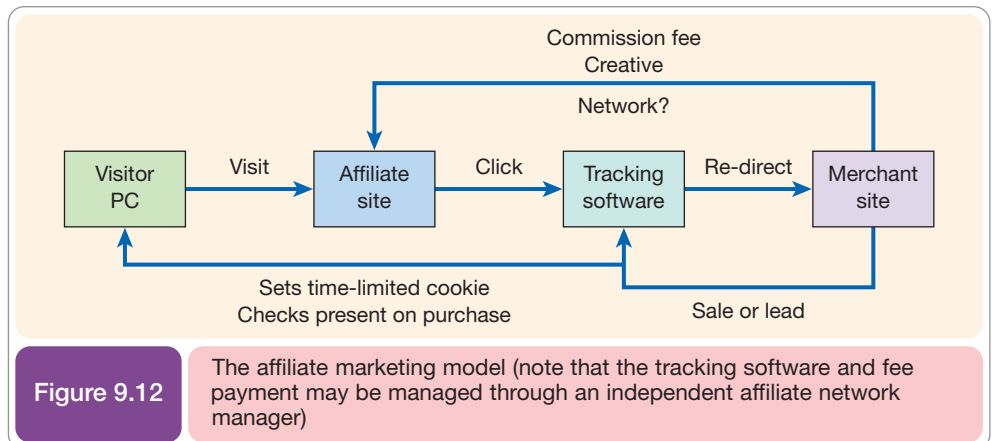 Commission fee
Creative
Network?
Visitor
PC
Visit
Affiliate
site
Click
Tracking
software
Re-direct
Merchant
site
Sets time-limited cookie
Checks present on purchase
Sale or lead
Figure 9.12
The affiliate marketing model (note that the tracking software and fee
payment may be managed through an independent affiliate network
manager)